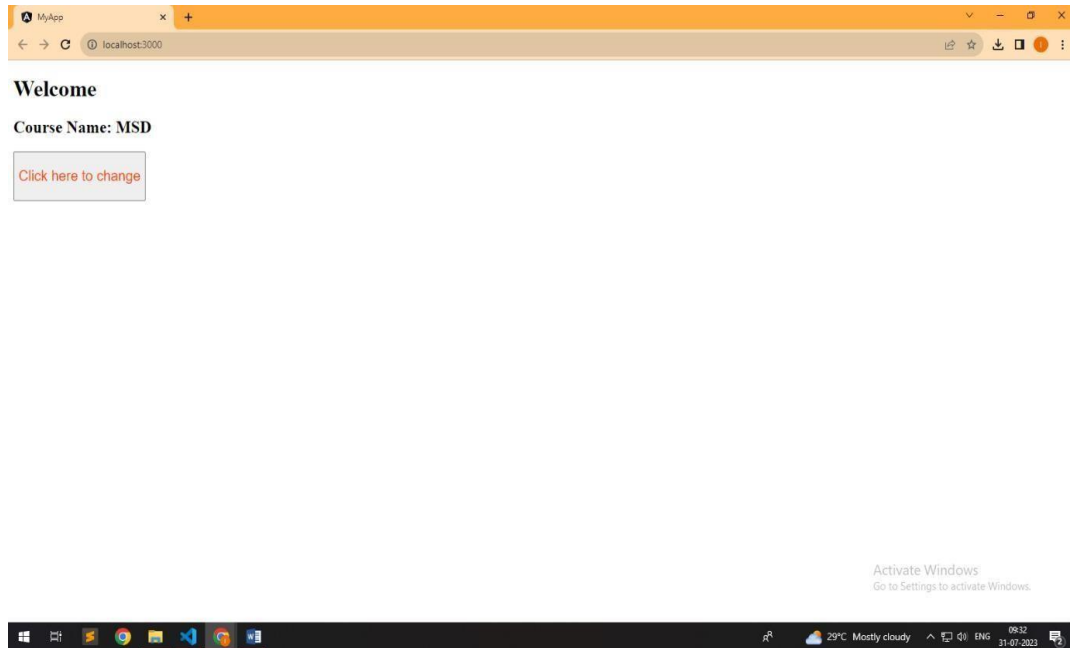 MyApp
localhost:3000
Welcome
Course Name: MSD
Click here to change
Activate Windows
Go to Settings to activate Windows.
29°C Mostly cloudy
ENG
09:32
31-07-2023
2